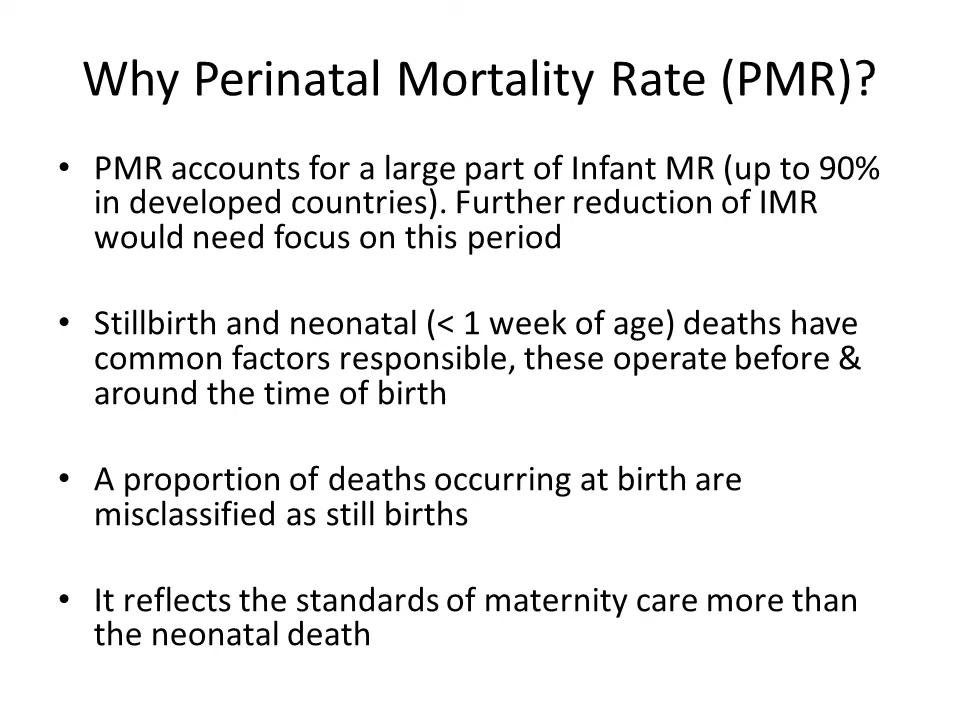 Why Perinatal Mortality Rate (PMR)?
• PMR accounts for a large part of Infant MR (up to 90%
in developed countries). Further reduction of IMR
would need focus on this period
• Stillbirth and neonatal (< 1 week of age) deaths have
common factors responsible, these operate before &
around the time of birth
• A proportion of deaths occurring at birth are
misclassified as still births
• It reflects the standards of maternity care more than
the neonatal death